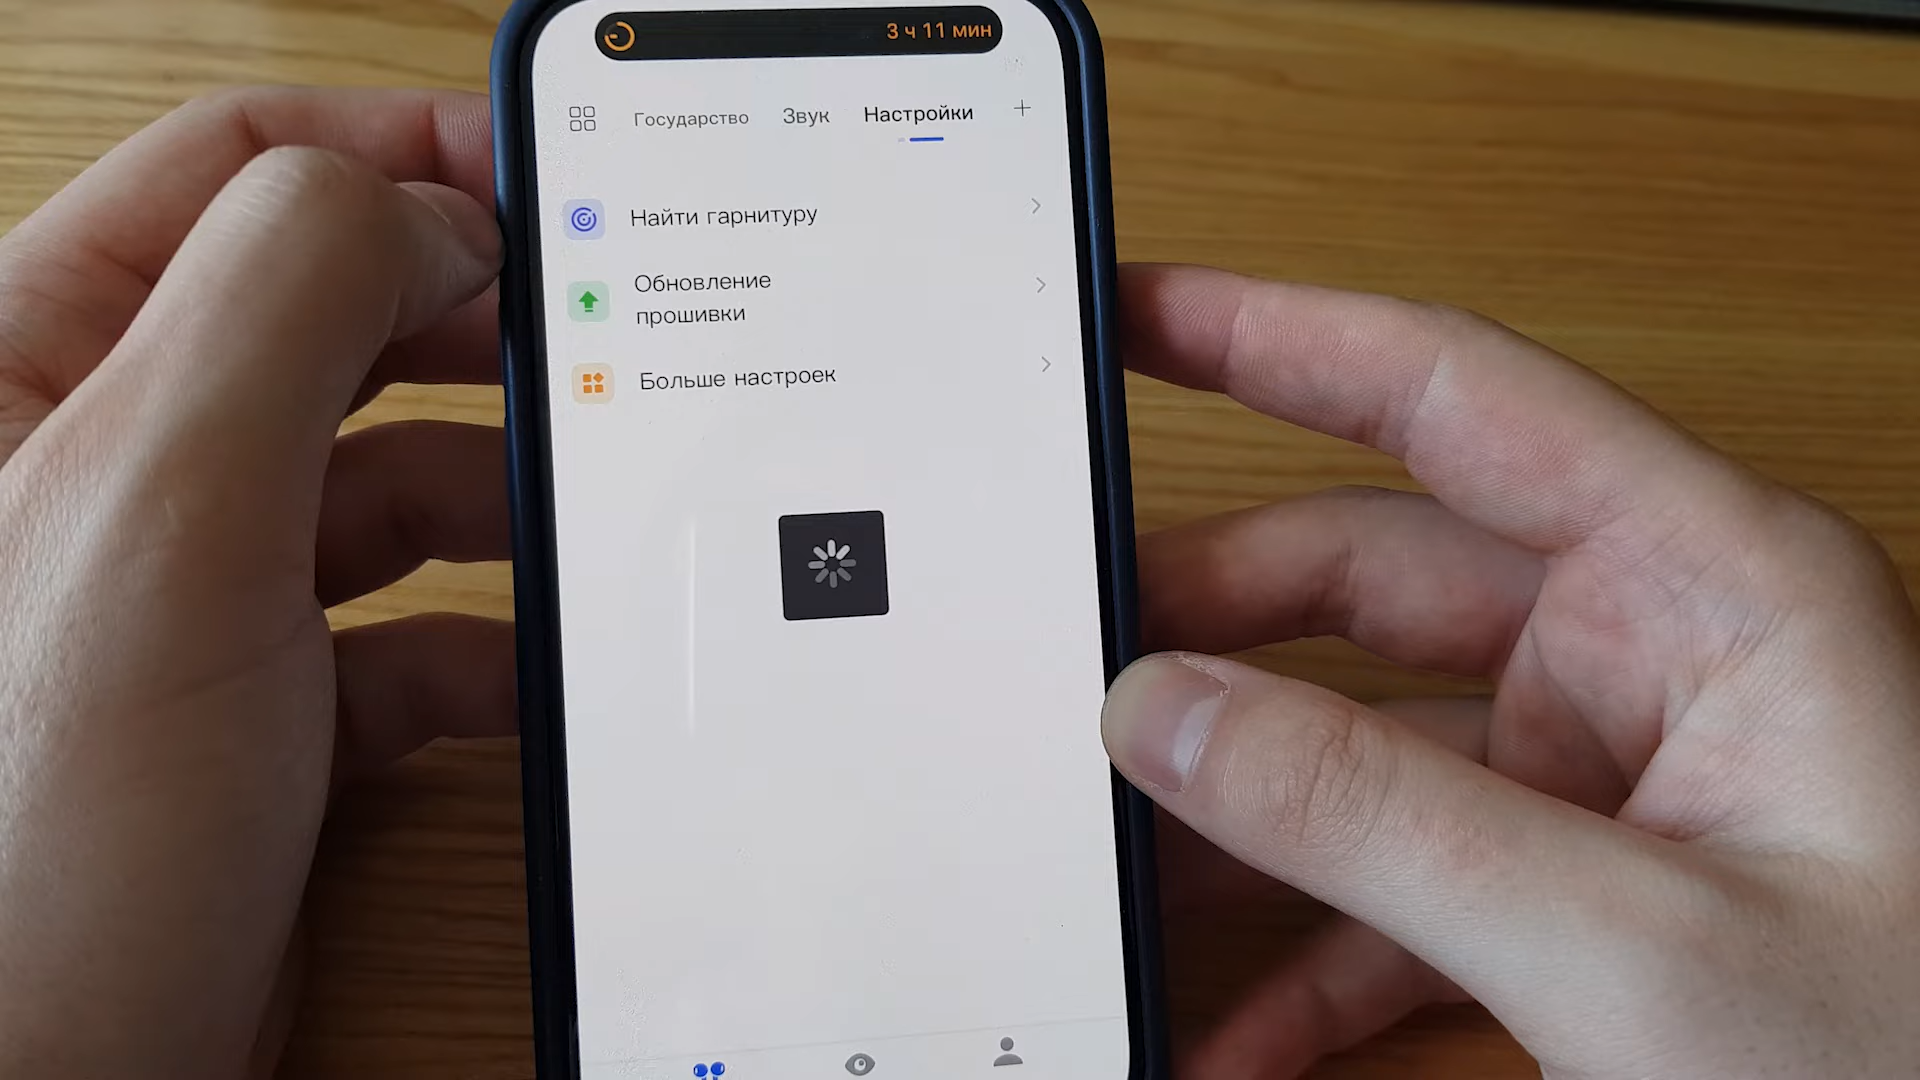 3 ч 11 мин
Государство Звук Настройки
Найти гарнитуру
Обновление
прошивки
Больше настроек